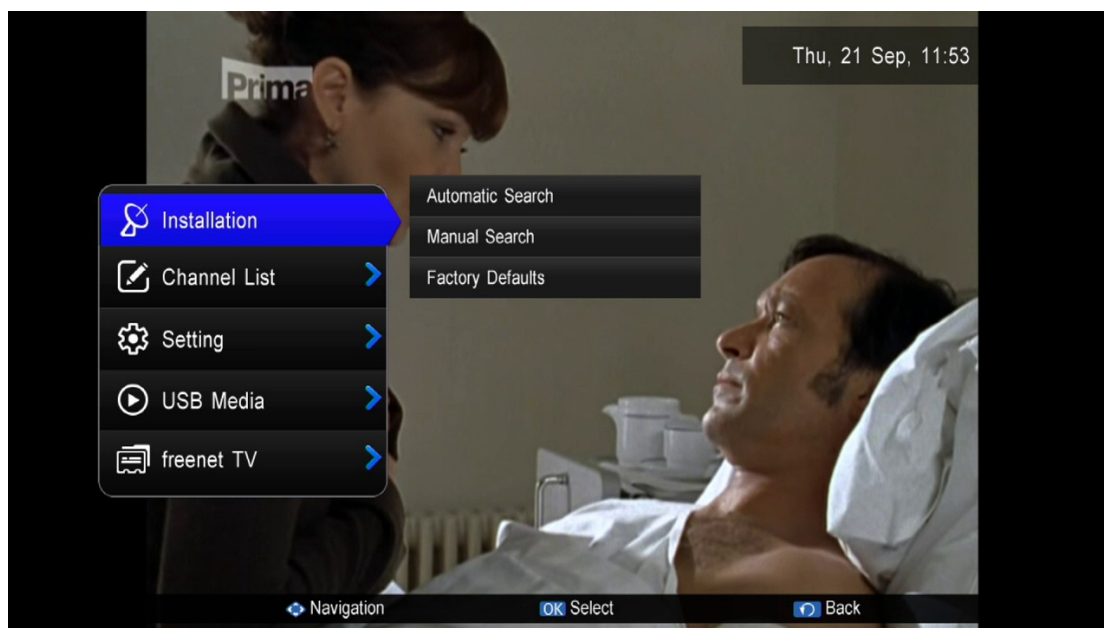 Prima
Thu, 21 Sep, 11:53
Installation
Channel List
Setting
USB Media
freenet TV
Automatic Search
Manual Search
Factory Defaults
Navigation
OK Select
Back